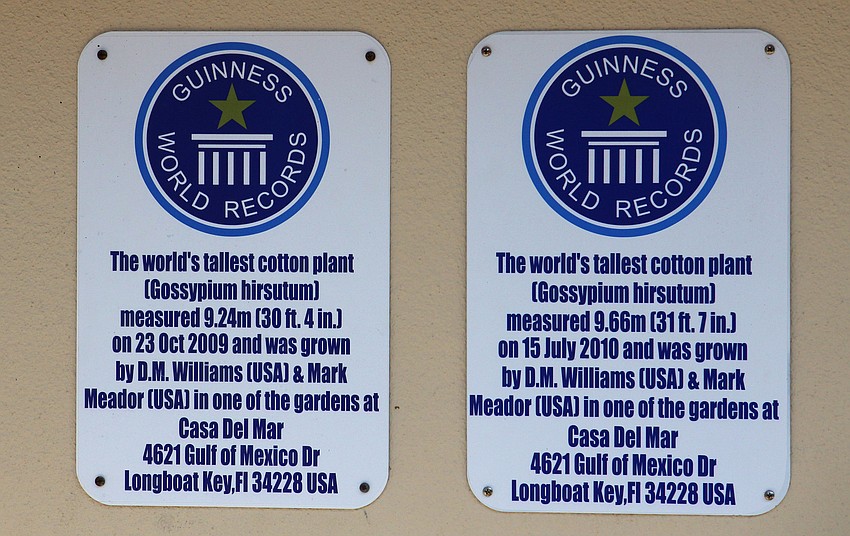 GUINNESS
WORLD RECORDS
The world's tallest cotton plant
(Gossypium hirsutum)
measured 9.24m (30 ft. 4 in.)
on 23 Oct 2009 and was grown
by D.M. Williams (USA) & Mark
Meador (USA) in one of the gardens at
Casa Del Mar
4621 Gulf of Mexico Dr
Longboat Key,Fl 34228 USA
GUINNESS
WORLD RECORDS
The world's tallest cotton plant
(Gossypium hirsutum)
measured 9.66m (31 ft. 7 in.)
on 15 July 2010 and was grown
by D.M. Williams (USA) & Mark
Meador (USA) in one of the gardens at
Casa Del Mar
4621 Gulf of Mexico Dr
Longboat Key,Fl 34228 USA